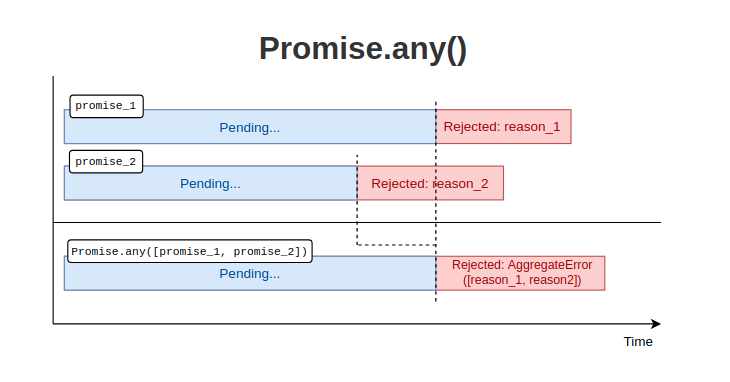 Promise.any()
promise_1
Pending...
Rejected: reason_1
promise_2
Pending...
Rejected: reason_2
Promise.any([promise_1, promise_2])
Pending...
Rejected: AggregateError
([reason_1, reason2])
Time